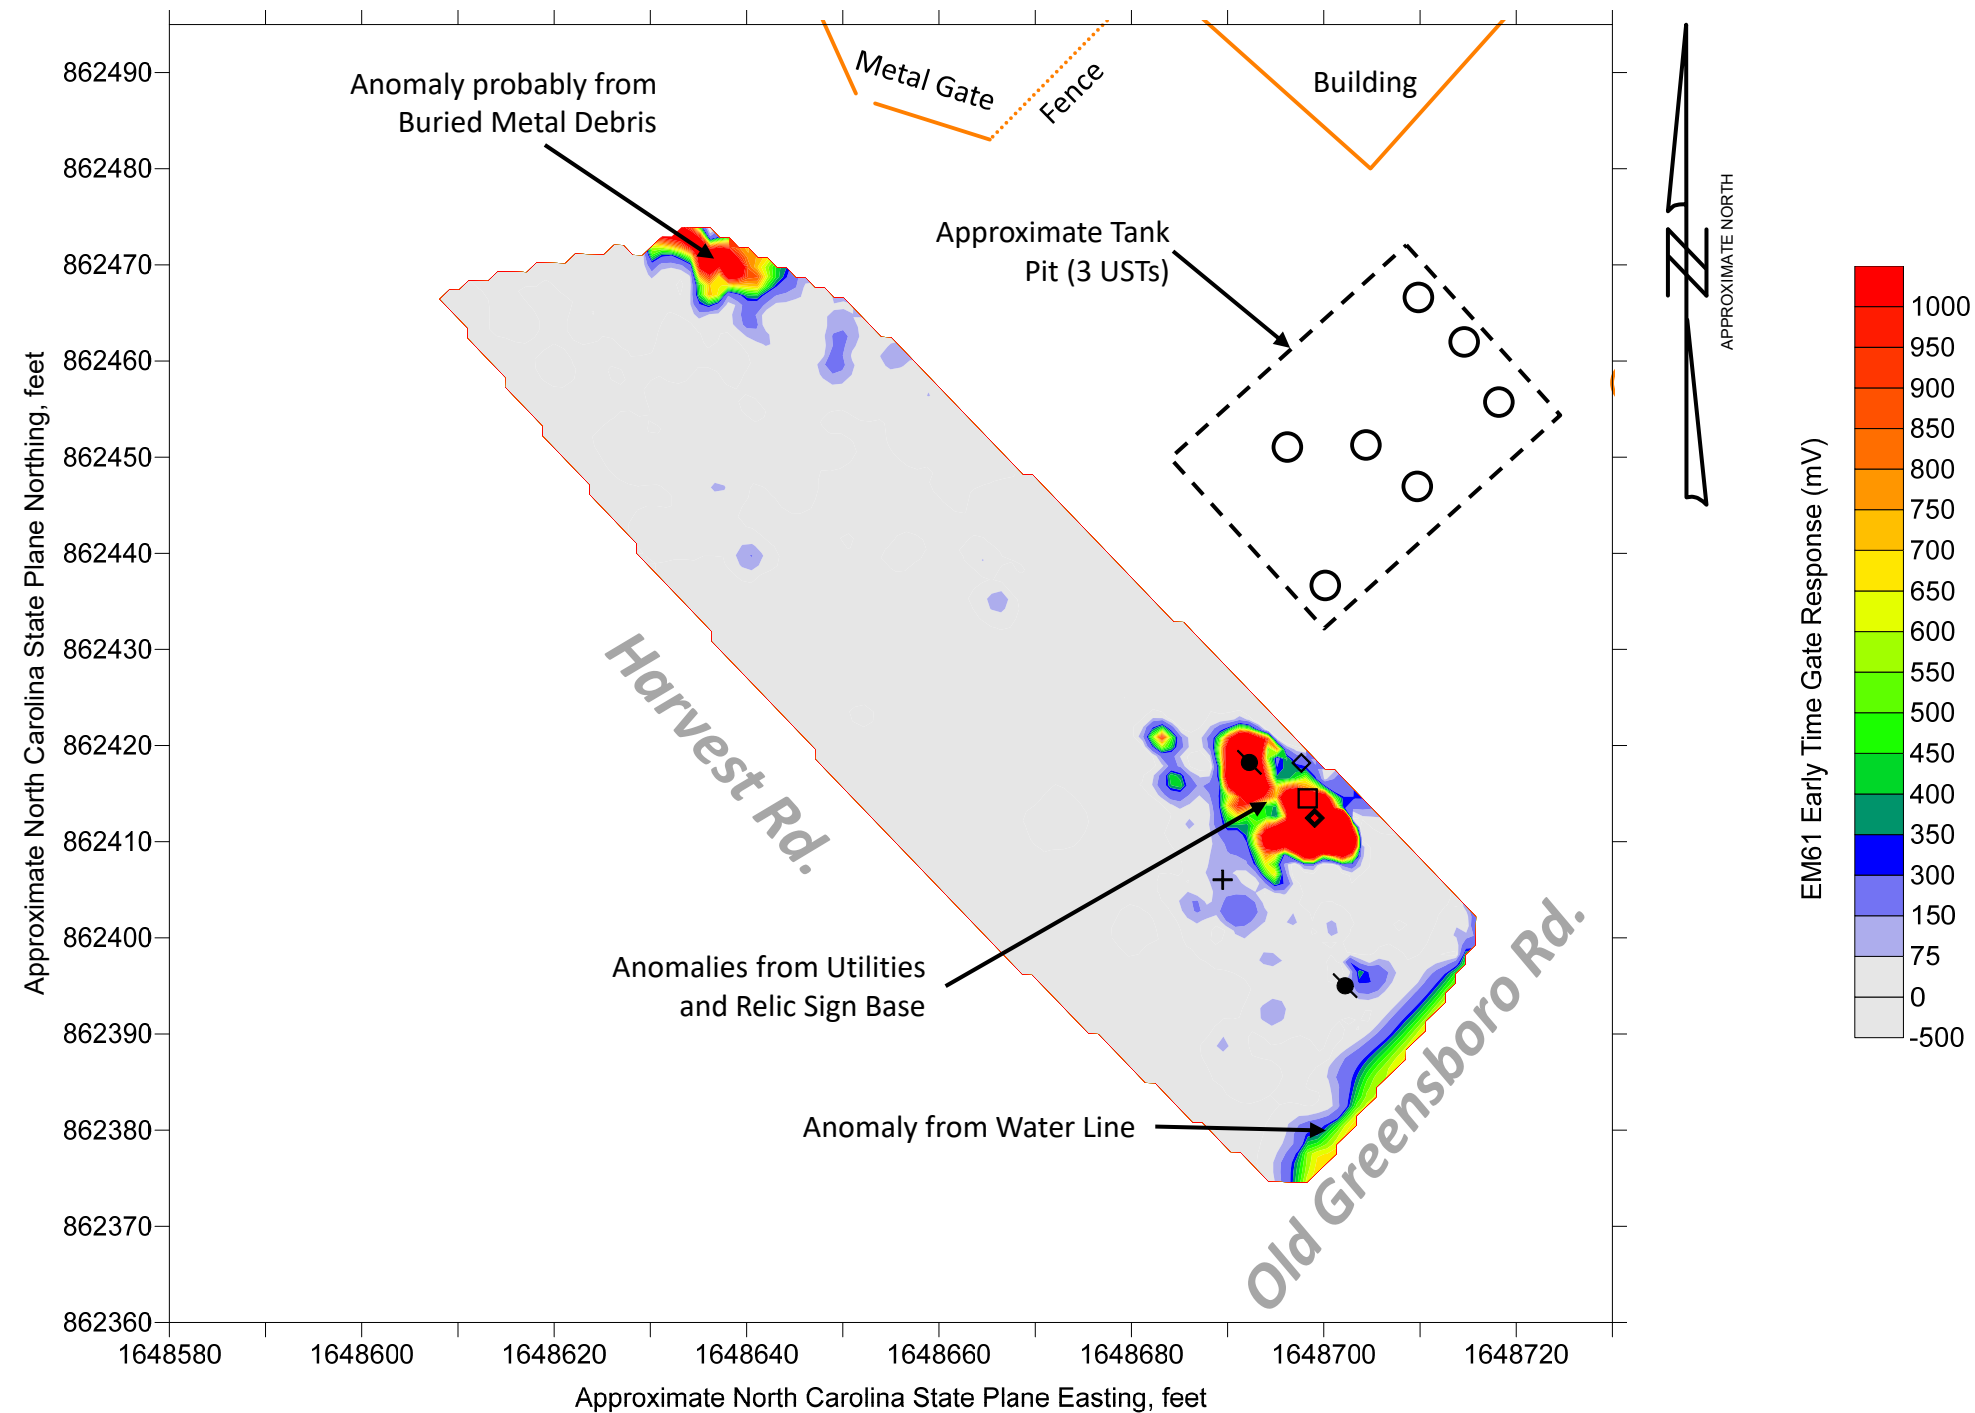 Metal Gate
Fence
Building
Anomaly probably from
Buried Metal Debris
Approximate Tank
Pit (3 USTs)
N
APPROXIMATE NORTH
Harvest Rd.
Anomalies from Utilities
and Relic Sign Base
Anomaly from Water Line
Old Greensboro Rd.
862490
862480
862470
862460
862450
862440
862430
862420
862410
862400
862390
862380
862370
862360
Approximate North Carolina State Plane Northing, feet
1648580
1648600
1648620
1648640
1648660
1648680
1648700
1648720
Approximate North Carolina State Plane Easting, feet
EM61 Early Time Gate Response (mV)
1000
950
900
850
800
750
700
650
600
550
500
450
400
350
300
150
75
0
-500